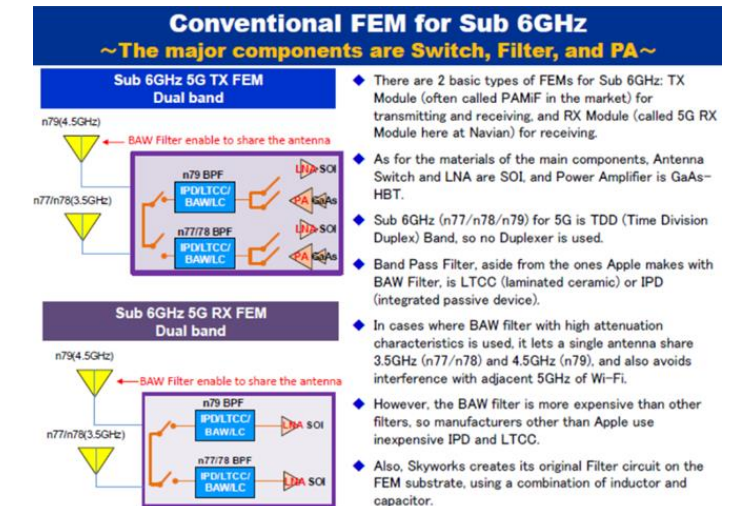 Conventional FEM for Sub 6GHz
~The major components are Switch, Filter, and PA~
Sub 6GHz 5G TX FEM
Dual band
n79(4.5GHz)
BAW Filter enable to share the antenna
n79 BPF
IPD/LTCC/
BAW/LC
LNA SOI
PA GaAs
n77/n78(3.5GHz)
n77/78 BPF
IPD/LTCC/
BAW/LC
LNA SOI
PA GaAs
Sub 6GHz 5G RX FEM
Dual band
n79(4.5GHz)
BAW Filter enable to share the antenna
n79 BPF
IPD/LTCC/
BAW/LC
LNA SOI
n77/n78(3.5GHz)
n77/78 BPF
IPD/LTCC/
BAW/LC
LNA SOI
◆ There are 2 basic types of FEMs for Sub 6GHz: TX
Module (often called PAMiF in the market) for
transmitting and receiving, and RX Module (called 5G RX
Module here at Navian) for receiving.
◆ As for the materials of the main components, Antenna
Switch and LNA are SOI, and Power Amplifier is GaAs-
HBT.
◆ Sub 6GHz (n77/n78/n79) for 5G is TDD (Time Division
Duplex) Band, so no Duplexer is used.
◆ Band Pass Filter, aside from the ones Apple makes with
BAW Filter, is LTCC (laminated ceramic) or IPD
(integrated passive device).
◆ In cases where BAW filter with high attenuation
characteristics is used, it lets a single antenna share
3.5GHz (n77/n78) and 4.5GHz (n79), and also avoids
interference with adjacent 5GHz of Wi-Fi.
◆ However, the BAW filter is more expensive than other
filters, so manufacturers other than Apple use
inexpensive IPD and LTCC.
◆ Also, Skyworks creates its original Filter circuit on the
FEM substrate, using a combination of inductor and
capacitor.